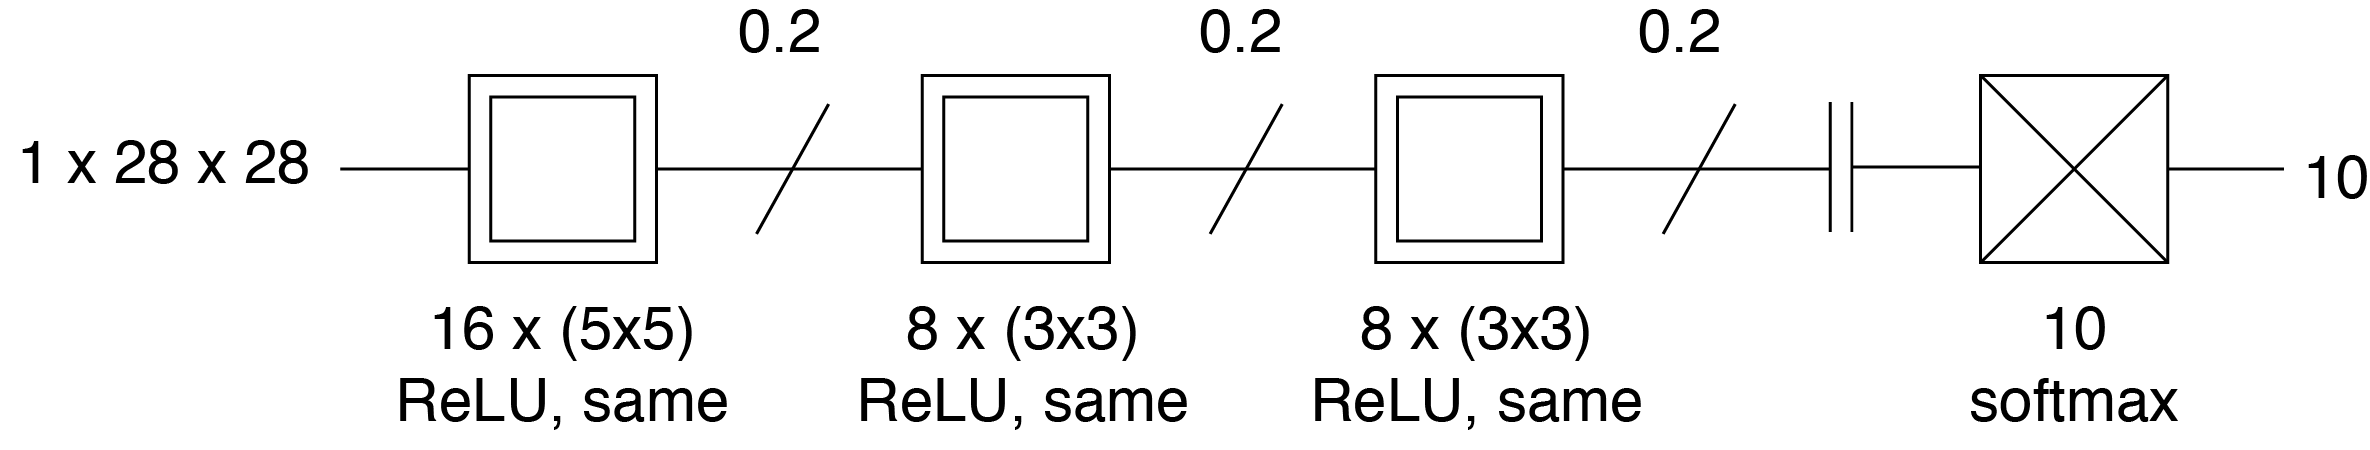 0.2
0.2
0.2
1 x 28 x 28
10
16 x (5x5)
ReLU, same
8 x (3x3)
ReLU, same
8 x (3x3)
ReLU, same
10
softmax